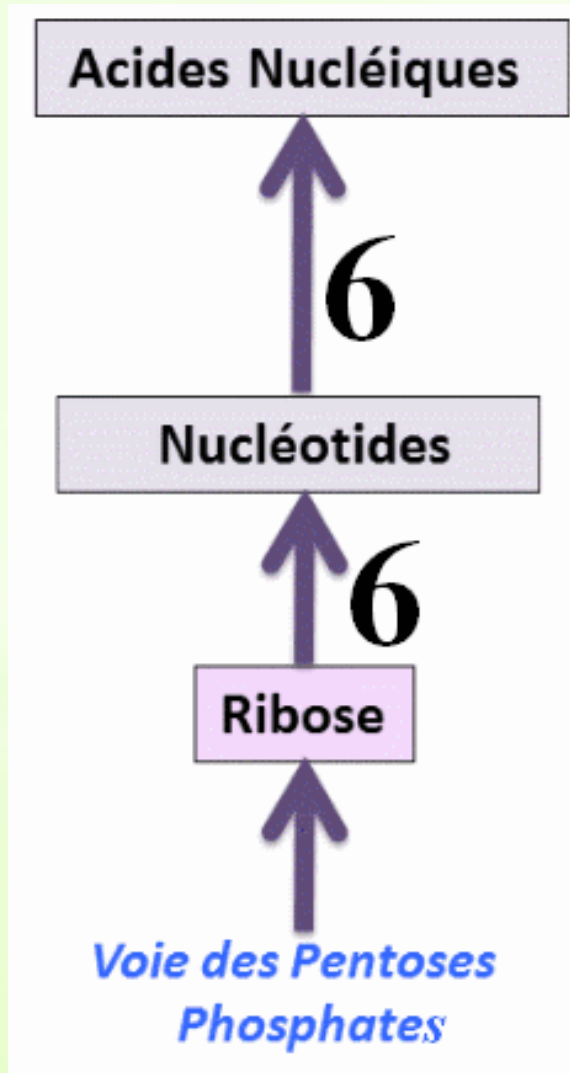 Acides Nucléiques
6
Nucléotides
6
Ribose
Voie des Pentoses
Phosphates